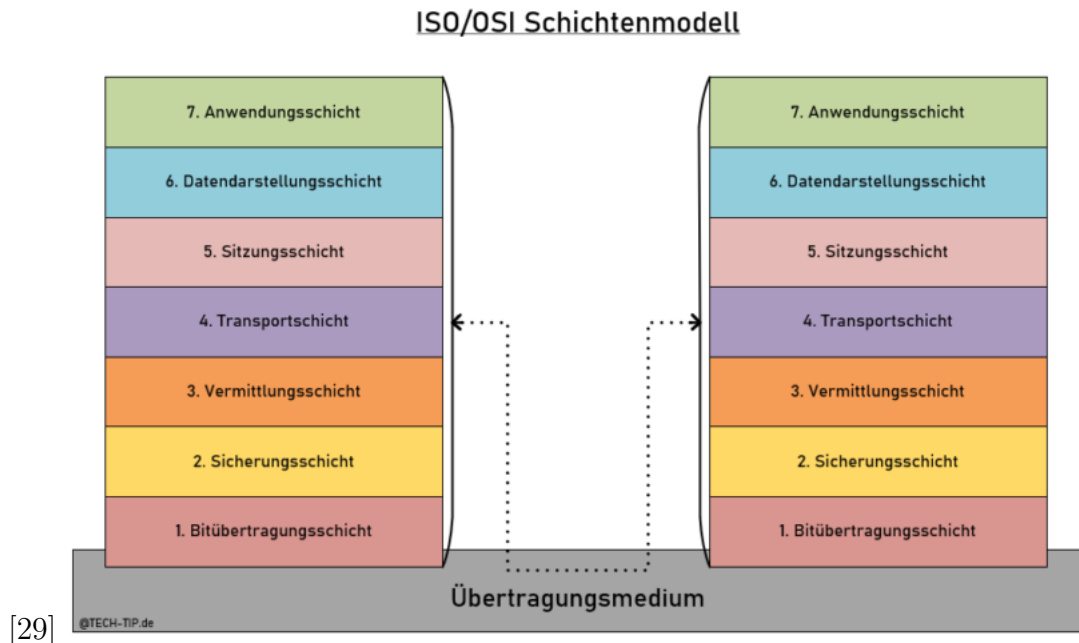 ISO/OSI Schichtenmodell
7. Anwendungsschicht
6. Datendarstellungsschicht
5. Sitzungsschicht
4. Transportschicht
3. Vermittlungsschicht
2. Sicherungsschicht
1. Bitübertragungsschicht
7. Anwendungsschicht
6. Datendarstellungsschicht
5. Sitzungsschicht
4. Transportschicht
3. Vermittlungsschicht
2. Sicherungsschicht
1. Bitübertragungsschicht
Übertragungsmedium
@TECH-TIP.de
[29]